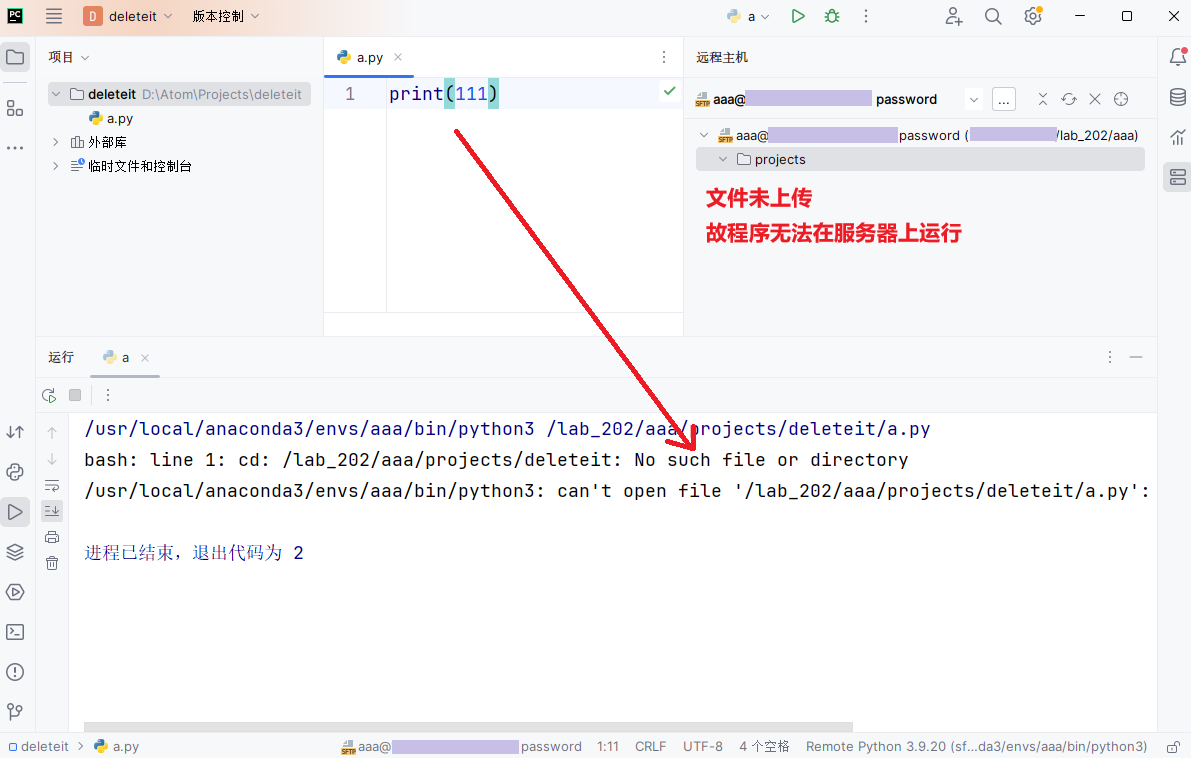 PC D deleteit 版本控制 a
项目
a.py
远程主机
deleteit D:\Atom\Projects\deleteit
a.py
外部库
临时文件和控制台
1 print(111)
SFTP aaa@ password ...
SFTP aaa@ password ( /lab_202/aaa)
projects
文件未上传
故程序无法在服务器上运行
运行 a
/usr/local/anaconda3/envs/aaa/bin/python3 /lab_202/aaa/projects/deleteit/a.py
bash: line 1: cd: /lab_202/aaa/projects/deleteit: No such file or directory
/usr/local/anaconda3/envs/aaa/bin/python3: can't open file '/lab_202/aaa/projects/deleteit/a.py':
进程已结束，退出代码为 2
deleteit > a.py SFTP aaa@ password 1:11 CRLF UTF-8 4 个空格 Remote Python 3.9.20 (sf...da3/envs/aaa/bin/python3)